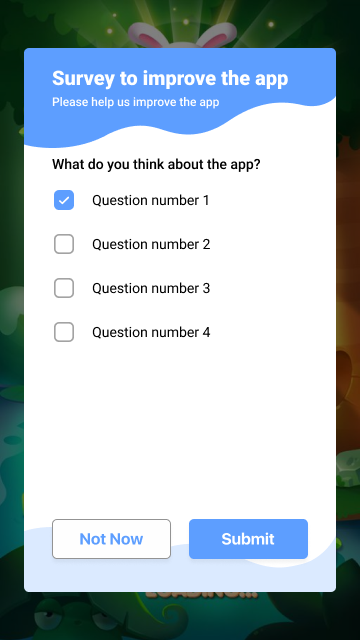 Survey to improve the app
Please help us improve the app
What do you think about the app?
Question number 1
Question number 2
Question number 3
Question number 4
Not Now
Submit
LOADING...